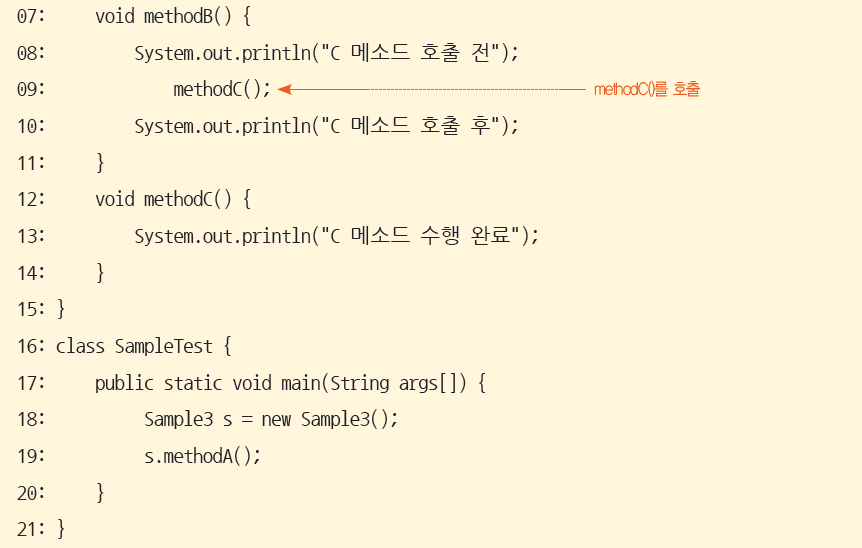 07:     void methodB() {
08:         System.out.println("C 메소드 호출 전");
09:             methodC(); methodC()를 호출
10:         System.out.println("C 메소드 호출 후");
11:     }
12:     void methodC() {
13:         System.out.println("C 메소드 수행 완료");
14:     }
15: }
16: class SampleTest {
17:     public static void main(String args[]) {
18:          Sample3 s = new Sample3();
19:          s.methodA();
20:     }
21: }